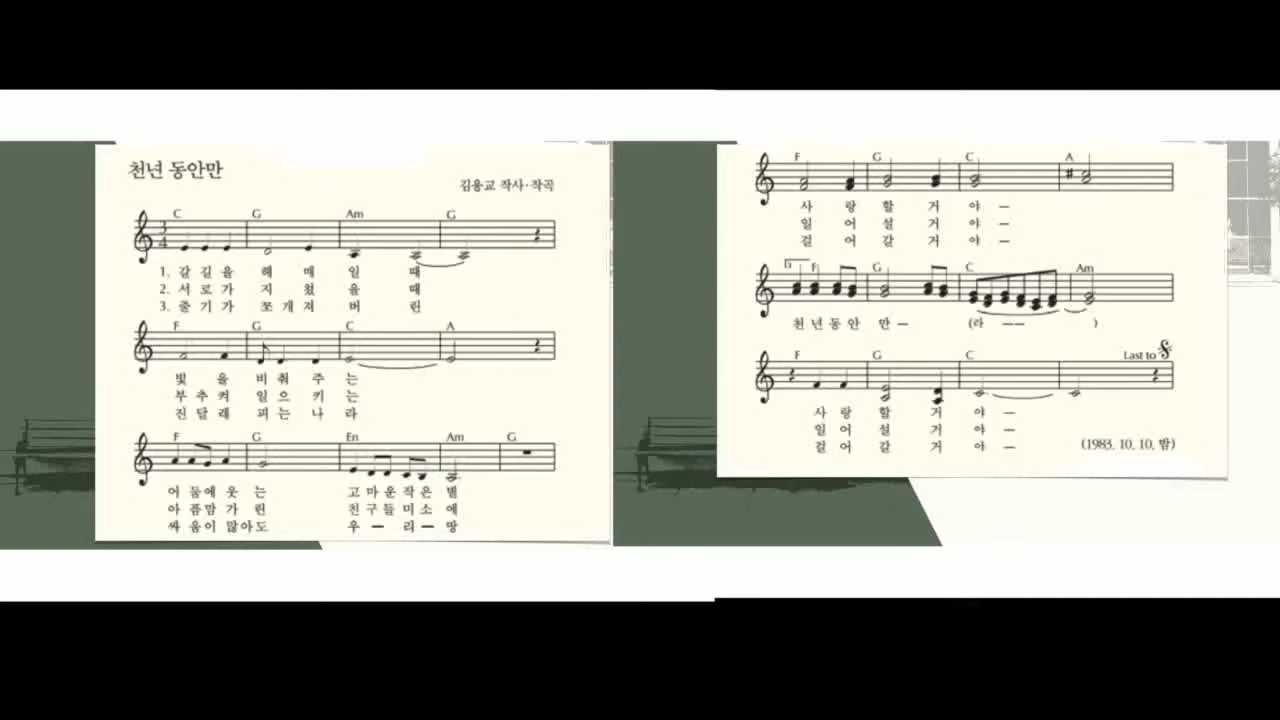 천년 동안만
김응교 작사·작곡
C G Am G
3
4
1. 갈 길 을 헤 매 일 때
2. 서 로 가 지 쳤 을 때
3. 줄 기 가 쪼 개 져 버 린
F G C A
빛 을 비 춰 주 는
부 추 켜 일 으 키 는
진 달 래 피 는 나 라
F G Em Am G
어 둠 에 웃 는 고 마 운 작 은 별
아 픔 맘 가 린 친 구 들 미 소 에
싸 움 이 많 아 도 우 ー 리 ー 땅
F G C A
사 랑 할 거 야 ー
일 어 설 거 야 ー
걸 어 갈 거 야 ー
F G C Am
천 년 동 안 만 ー (라 ーー )
F G C Last to
사 랑 할 거 야 ー
일 어 설 거 야 ー
걸 어 갈 거 야 ー
(1983. 10. 10. 밤)